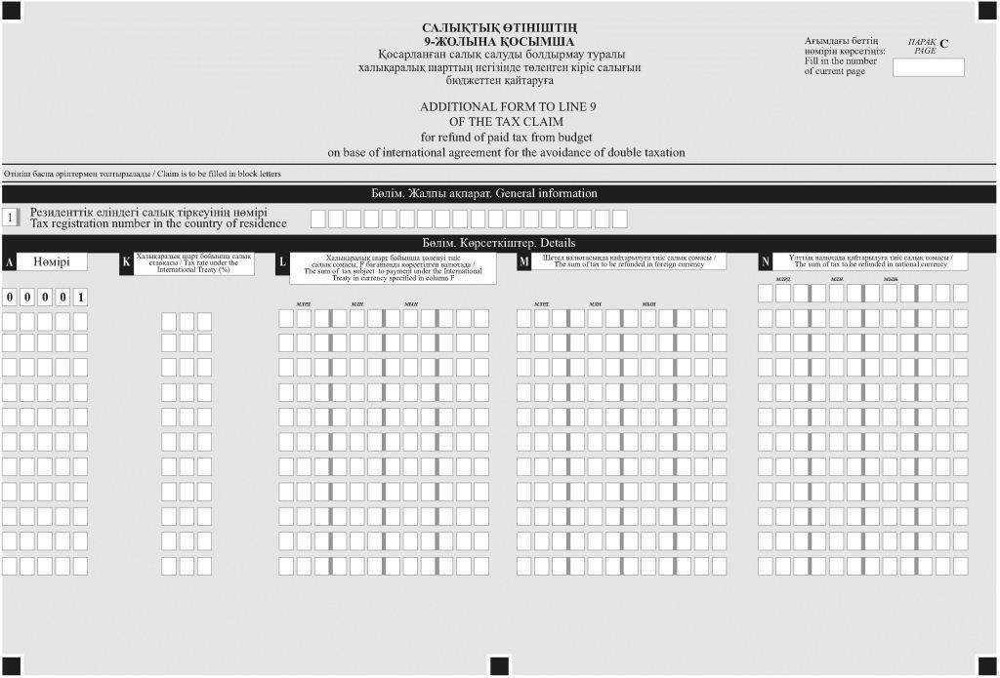 САЛЫҚТЫҚ ӨТІНІШТІҢ
9-ЖОЛЫНА ҚОСЫМША
Қосарланған салық салуды болдырмау туралы
халықаралық шарттың негізінде төленген кіріс салығын
бюджеттен қайтаруға
ADDITIONAL FORM TO LINE 9
OF THE TAX CLAIM
for refund of paid tax from budget
on base of international agreement for the avoidance of double taxation
Ағымдағы беттің
нөмірін көрсетіңіз:
Fill in the number
of current page
ПАРАҚ C
PAGE
Өтініш баспа әріптермен толтырылады / Claim is to be filled in block letters
Бөлім. Жалпы ақпарат. General information
1 Резиденттік еліндегі салық тіркеуінің нөмірі
Tax registration number in the country of residence
Бөлім. Көрсеткіштер. Details
A Нөмірі
K Халықаралық шарт бойынша салық
ставкасы / Tax rate under the
International Treaty (%)
L Халықаралық шарт бойынша төленуі тиіс
салық сомасы, F бағанында көрсетілген валютада /
The sum of tax subject to payment under the International
Treaty in currency specified in column F
M Шетел валютасында қайтарылуға тиіс салық сомасы /
The sum of tax to be refunded in foreign currency
N Ұлттық валютада қайтарылуға тиіс салық сомасы /
The sum of tax to be refunded in national currency
млрд млн мың
0 0 0 0 1
млрд млн мың
млрд млн мың